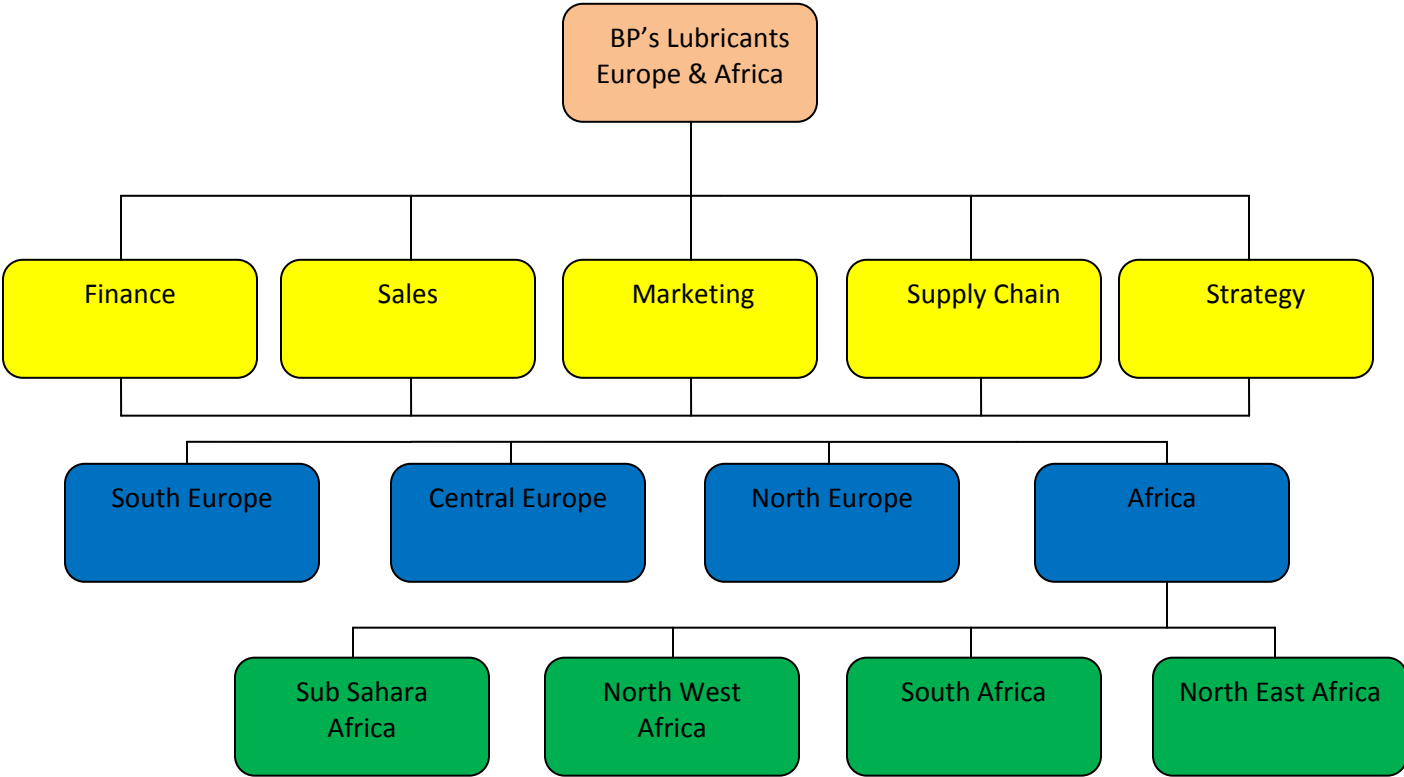 BP’s Lubricants
Europe & Africa
Finance
Sales
Marketing
Supply Chain
Strategy
South Europe
Central Europe
North Europe
Africa
Sub Sahara
Africa
North West
Africa
South Africa
North East Africa